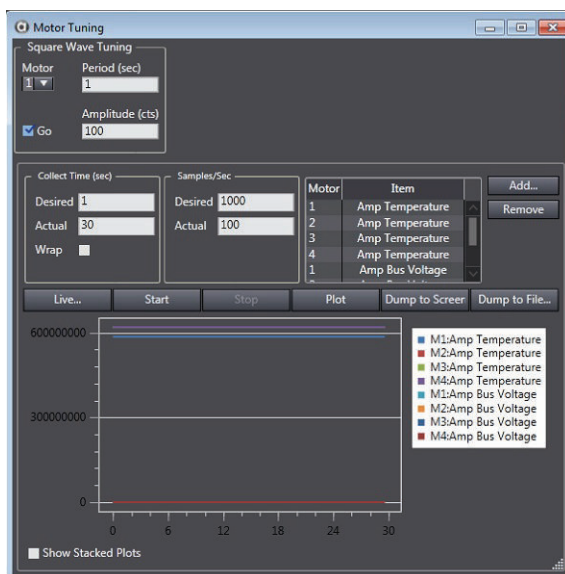 Motor Tuning
Square Wave Tuning
Motor Period (sec)
1 1
Amplitude (cts)
Go 100
Collect Time (sec) Samples/Sec
Motor Item
Add...
Desired 1 Desired 1000
1 Amp Temperature
Remove
Actual 30 Actual 100
2 Amp Temperature
3 Amp Temperature
Wrap
4 Amp Temperature
1 Amp Bus Voltage
Live... Start Stop Plot Dump to Screer Dump to File...
600000000
300000000
0
0 6 12 18 24 30
M1:Amp Temperature
M2:Amp Temperature
M3:Amp Temperature
M4:Amp Temperature
M1:Amp Bus Voltage
M2:Amp Bus Voltage
M3:Amp Bus Voltage
M4:Amp Bus Voltage
Show Stacked Plots